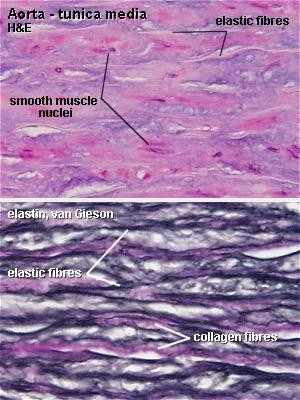 Aorta - tunica media
H&E
elastic fibres
smooth muscle
nuclei
elastin, van Gieson
elastic fibres
collagen fibres